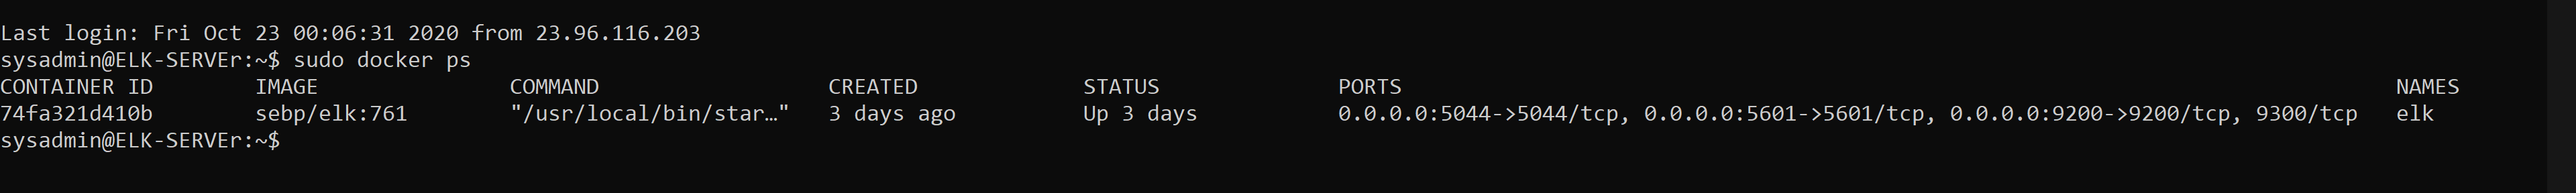 Last login: Fri Oct 23 00:06:31 2020 from 23.96.116.203
sysadmin@ELK-SERVEr:~$ sudo docker ps
CONTAINER ID        IMAGE               COMMAND                  CREATED             STATUS              PORTS                                                                              NAMES
74fa321d410b        sebp/elk:761        "/usr/local/bin/star…"   3 days ago          Up 3 days           0.0.0.0:5044->5044/tcp, 0.0.0.0:5601->5601/tcp, 0.0.0.0:9200->9200/tcp, 9300/tcp   elk
sysadmin@ELK-SERVEr:~$